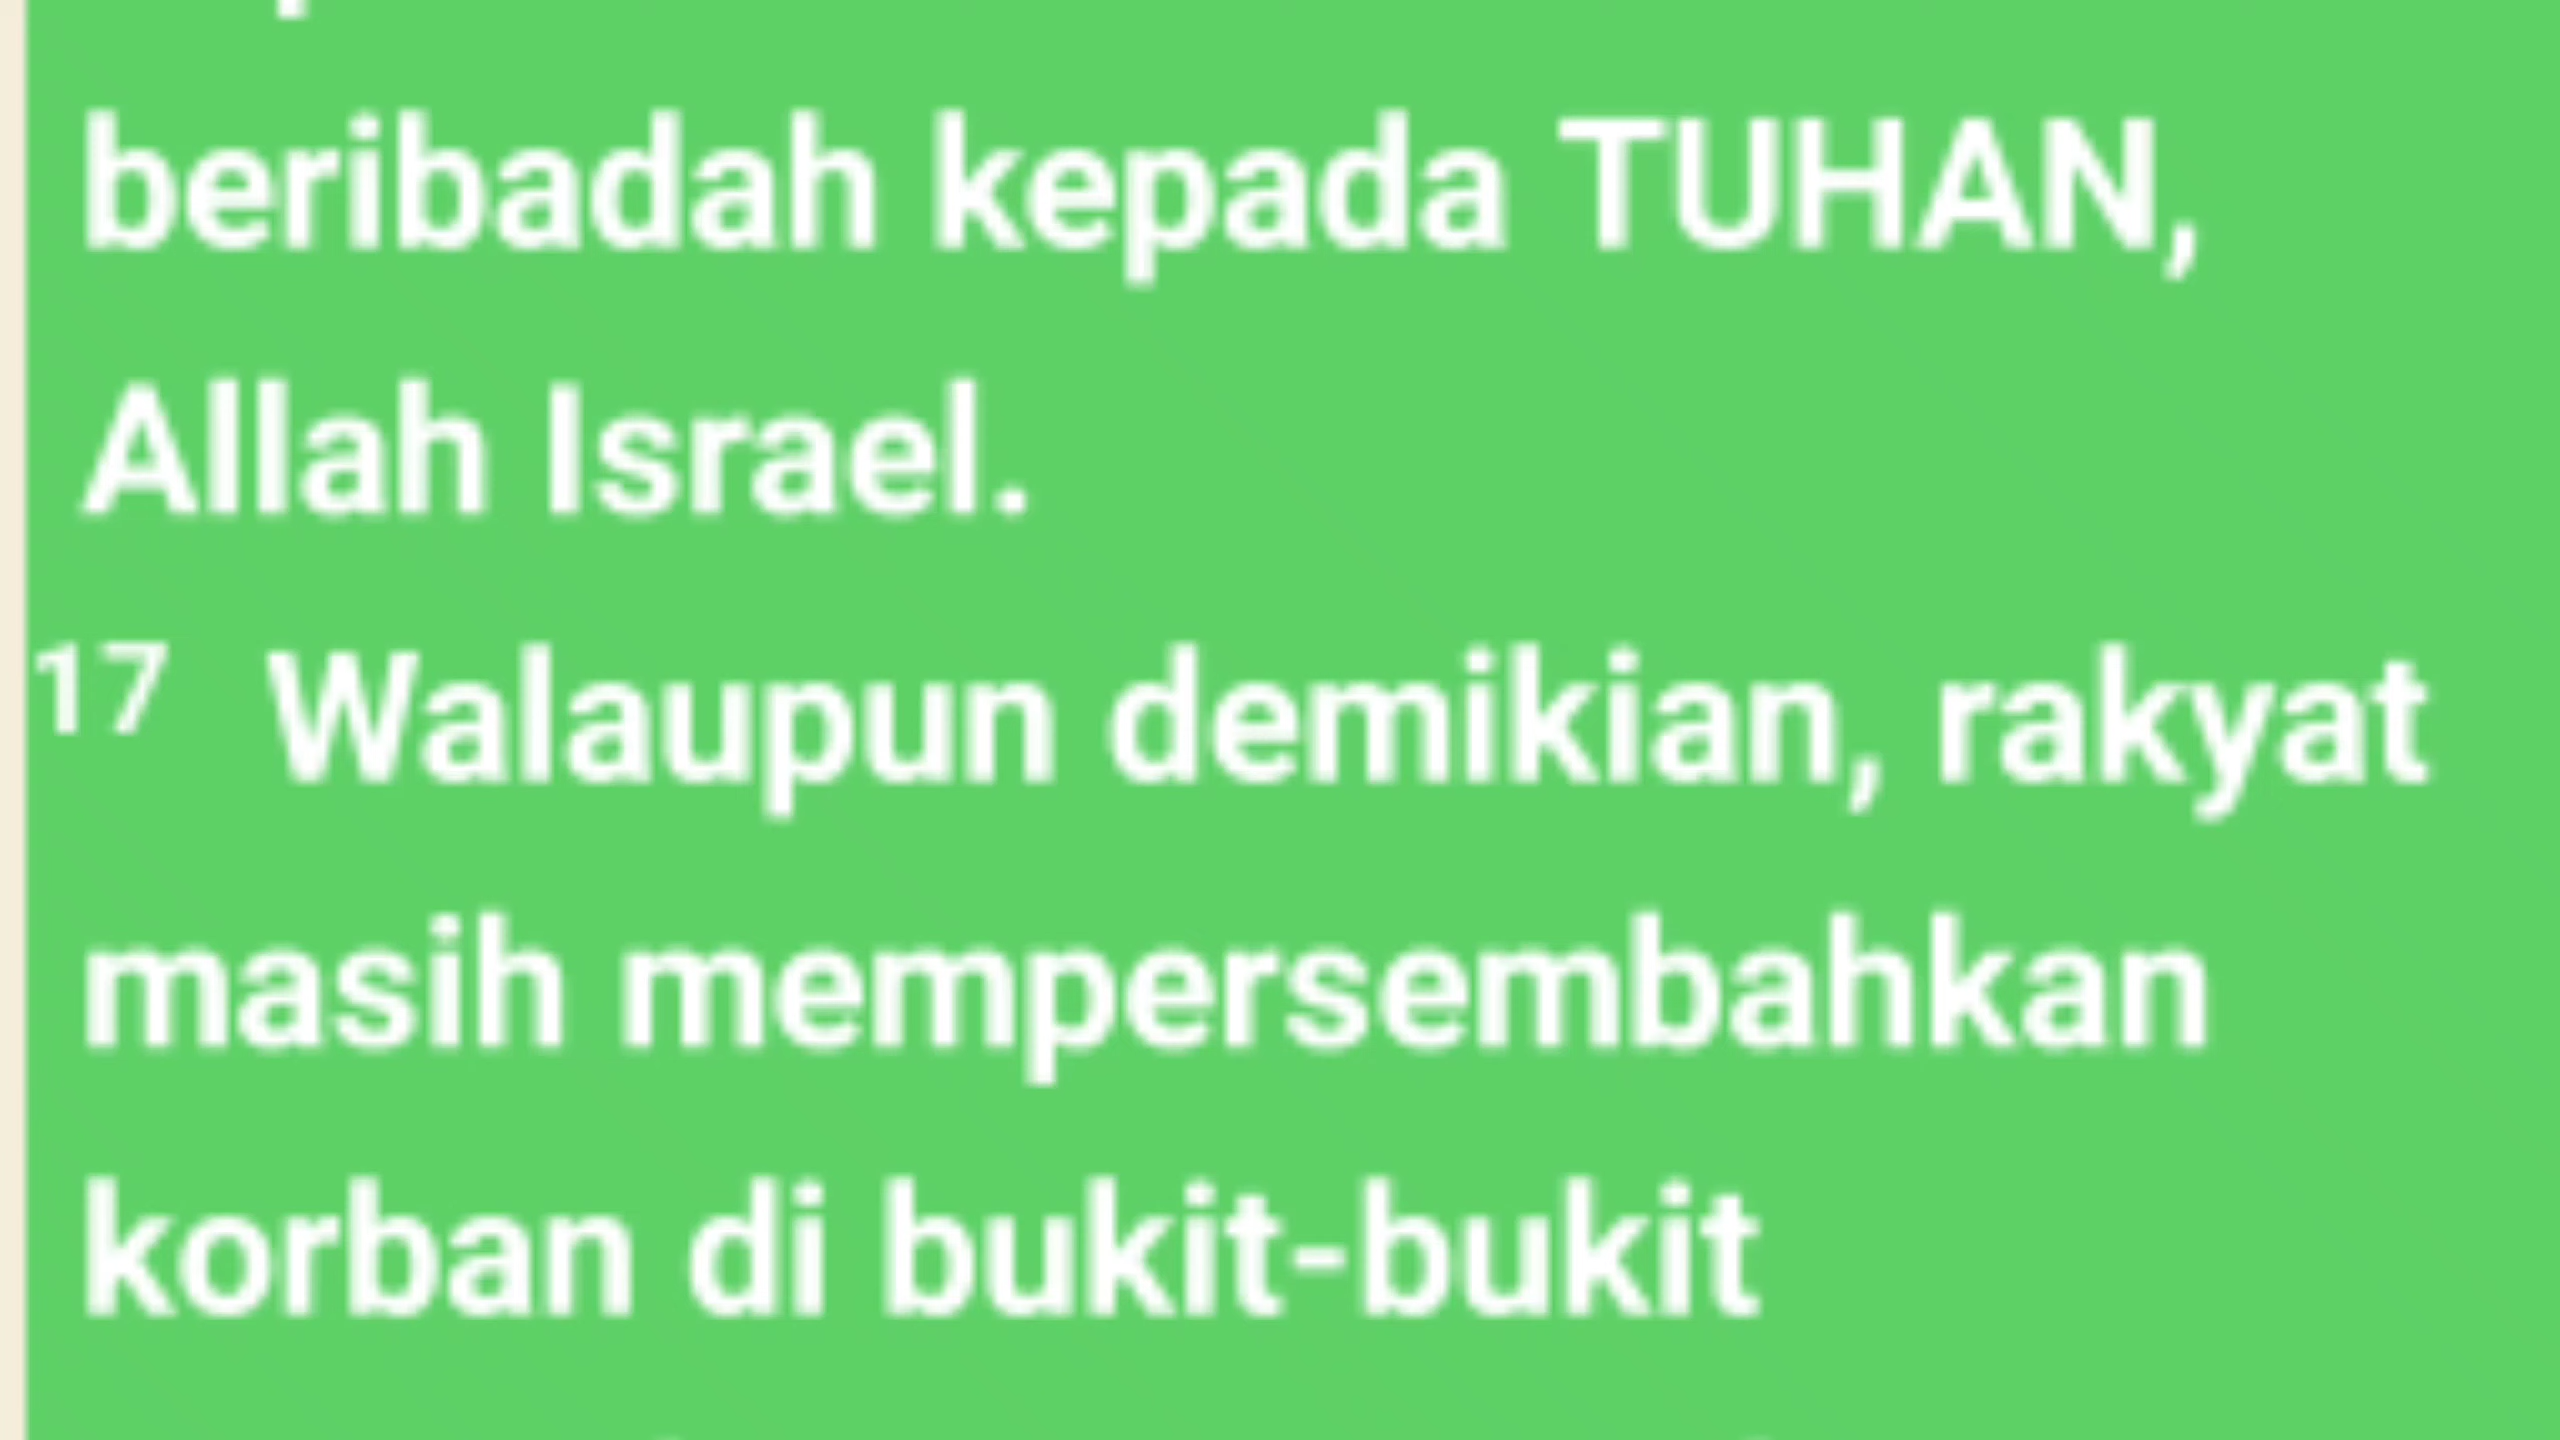 beribadah kepada TUHAN,
Allah Israel.
17 Walaupun demikian, rakyat
masih mempersembahkan
korban di bukit-bukit